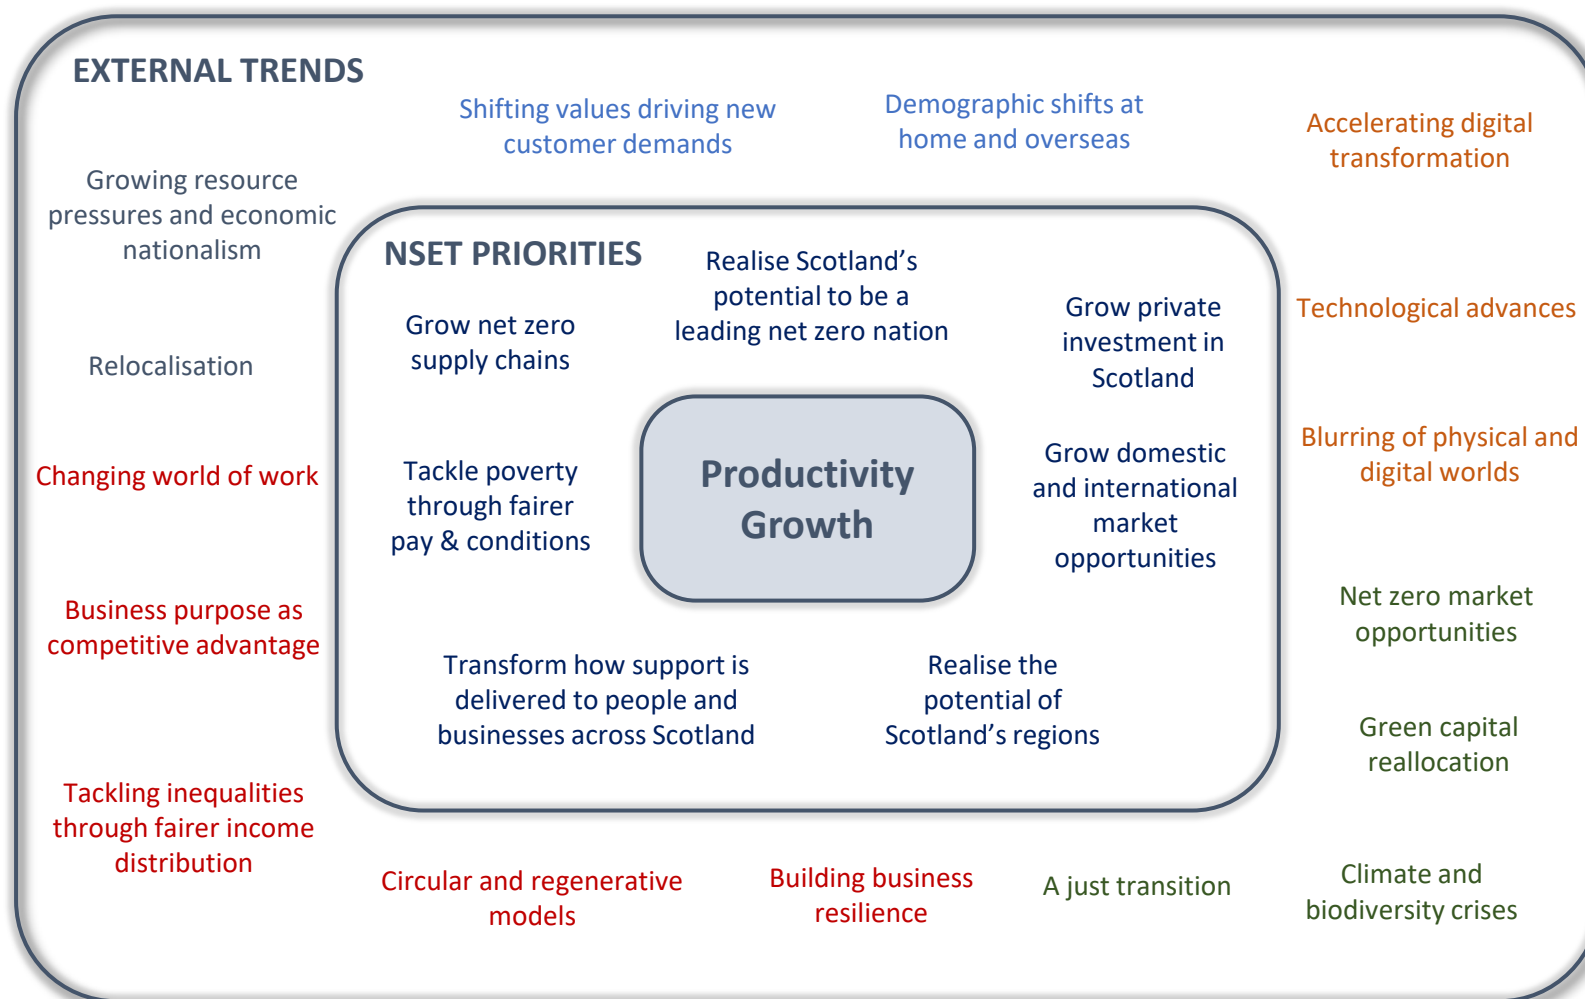 EXTERNAL TRENDS
Shifting values driving new
customer demands
Demographic shifts at
home and overseas
Accelerating digital
transformation
Growing resource
pressures and economic
nationalism
Relocalisation
Changing world of work
Business purpose as
competitive advantage
Tackling inequalities
through fairer income
distribution
NSET PRIORITIES
Realise Scotland’s
potential to be a
leading net zero nation
Grow net zero
supply chains
Grow private
investment in
Scotland
Tackle poverty
through fairer
pay & conditions
Productivity
Growth
Grow domestic
and international
market
opportunities
Transform how support is
delivered to people and
businesses across Scotland
Realise the
potential of
Scotland’s regions
Technological advances
Blurring of physical and
digital worlds
Net zero market
opportunities
Green capital
reallocation
Circular and regenerative
models
Building business
resilience
A just transition
Climate and
biodiversity crises